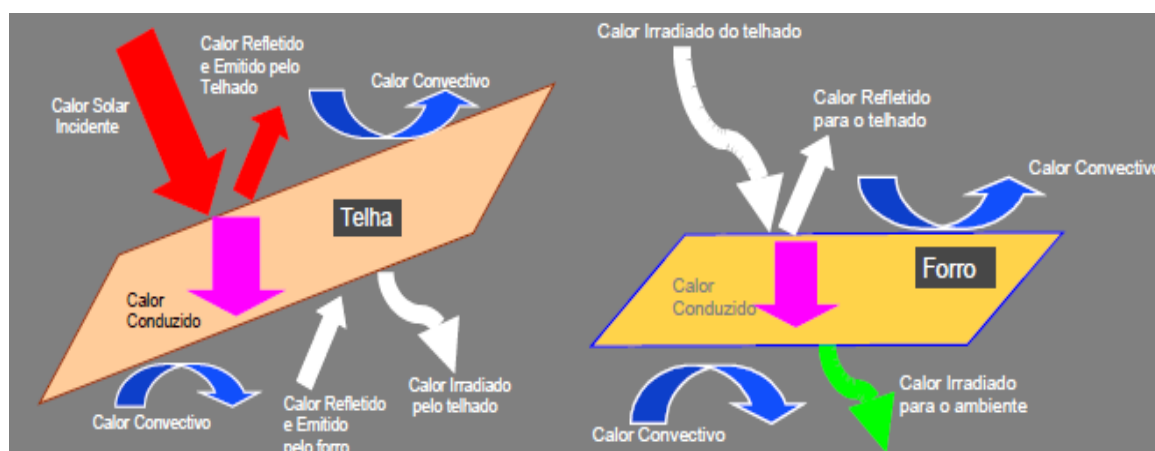 Calor Refletido
e Emitido pelo
Telhado
Calor Solar
Incidente
Calor Convectivo
Telha
Calor
Conduzido
Calor Convectivo
Calor Refletido
e Emitido
pelo forro
Calor Irradiado
pelo telhado
Calor Irradiado do telhado
Calor Refletido
para o telhado
Calor Convectivo
Forro
Calor
Conduzido
Calor Irradiado
para o ambiente
Calor Convectivo